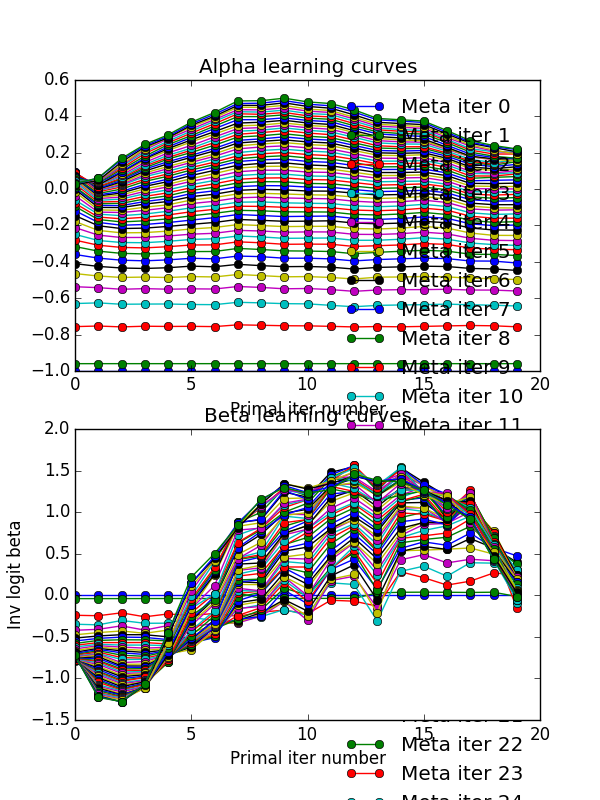 Alpha learning curves
0.6
0.4
0.2
0.0
−0.2
−0.4
−0.6
−0.8
−1.0
0
5
10
15
20
Primal iter number
Meta iter 0
Meta iter 1
Meta iter 2
Meta iter 3
Meta iter 4
Meta iter 5
Meta iter 6
Meta iter 7
Meta iter 8
Meta iter 9
Meta iter 10
Meta iter 11
Beta learning curves
Inv logit beta
2.0
1.5
1.0
0.5
0.0
−0.5
−1.0
−1.5
0
5
10
15
20
Primal iter number
Meta iter 22
Meta iter 23
Meta iter 24